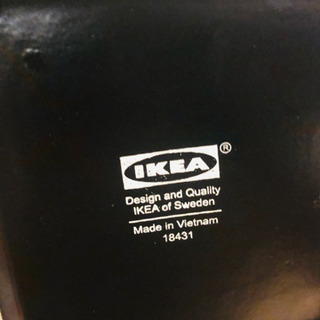 IKEA®
Design and Quality
IKEA of Sweden
Made in Vietnam
18431